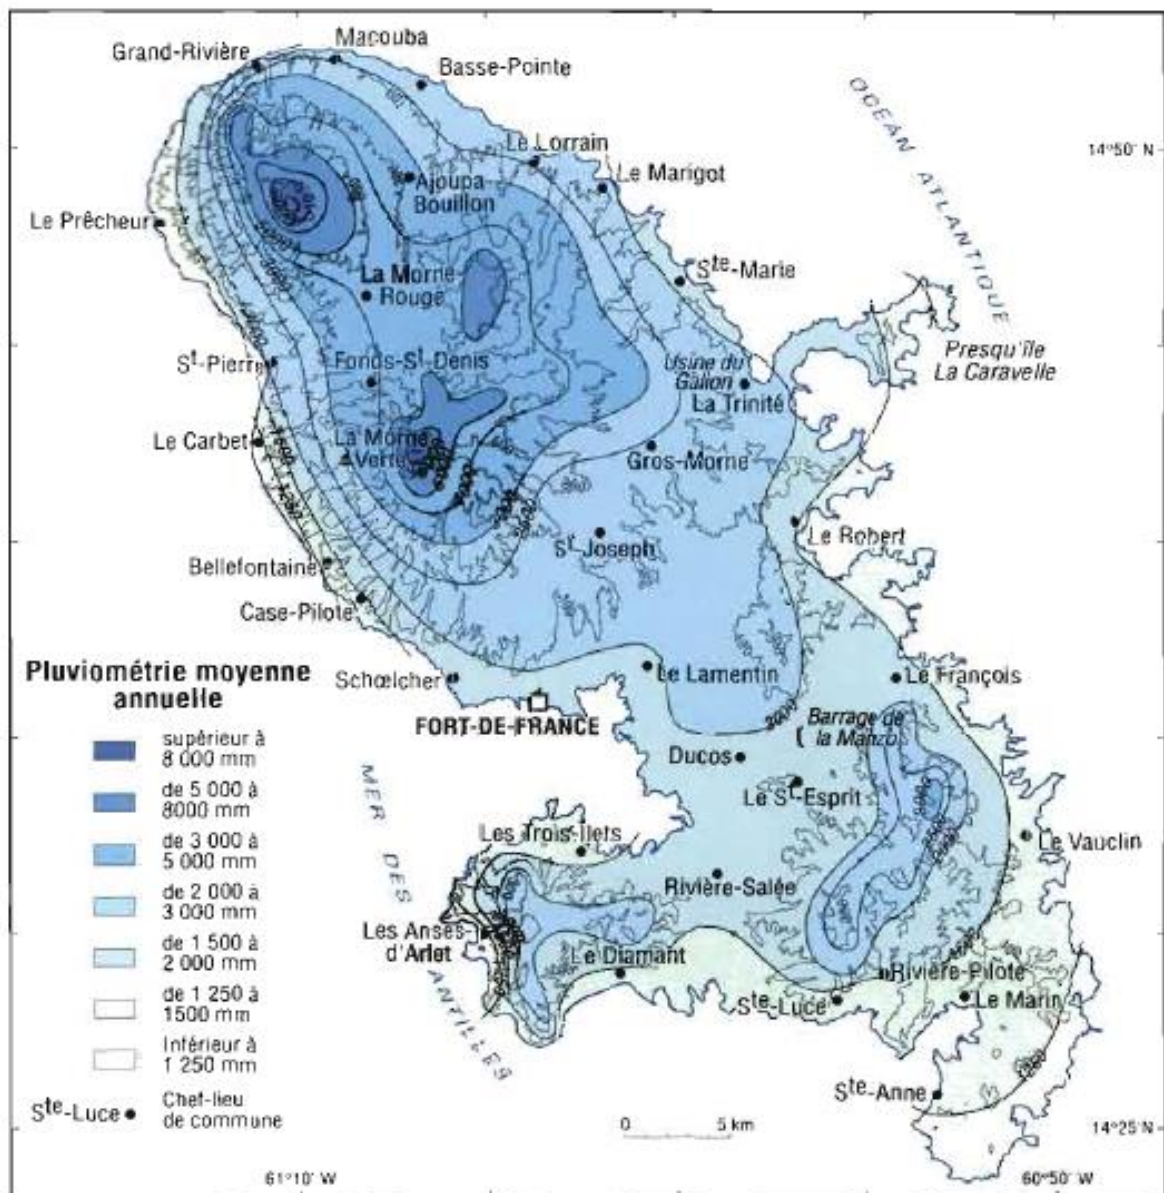 Macouba
Grand-Rivière
Basse-Pointe
OCÉAN ATLANTIQUE
Le Lorrain
14°50' N
Le Marigot
Ajoupa-
Bouillon
Le Prêcheur
Ste-Marie
La Morne
Rouge
Presqu'île
La Caravelle
St-Pierre
Fonds-St-Denis
Usine du
Galion
La Trinité
Le Carbet
La Morne
Verte
Gros-Morne
Le Robert
St-Joseph
Bellefontaine
Case-Pilote
Pluviométrie moyenne
annuelle
Schœlcher
Le Lamentin
Le François
FORT-DE-FRANCE
2000
Barrage de
la Manzo
supérieur à
8 000 mm
Ducos
MER DES ANTILLES
de 5 000 à
8000 mm
Le St-Esprit
Les Trois-Ilets
Le Vauclin
de 3 000 à
5 000 mm
Rivière-Salée
de 2 000 à
3 000 mm
Les Anses
d'Arlet
Le Diamant
de 1 500 à
2 000 mm
Rivière-Pilote
Ste-Luce
Le Marin
de 1 250 à
1500 mm
Inférieur à
1 250 mm
1250
Ste-Anne
Ste-Luce
Chef-lieu
de commune
0 5 km
14°25' N
61°10' W
60°50' W